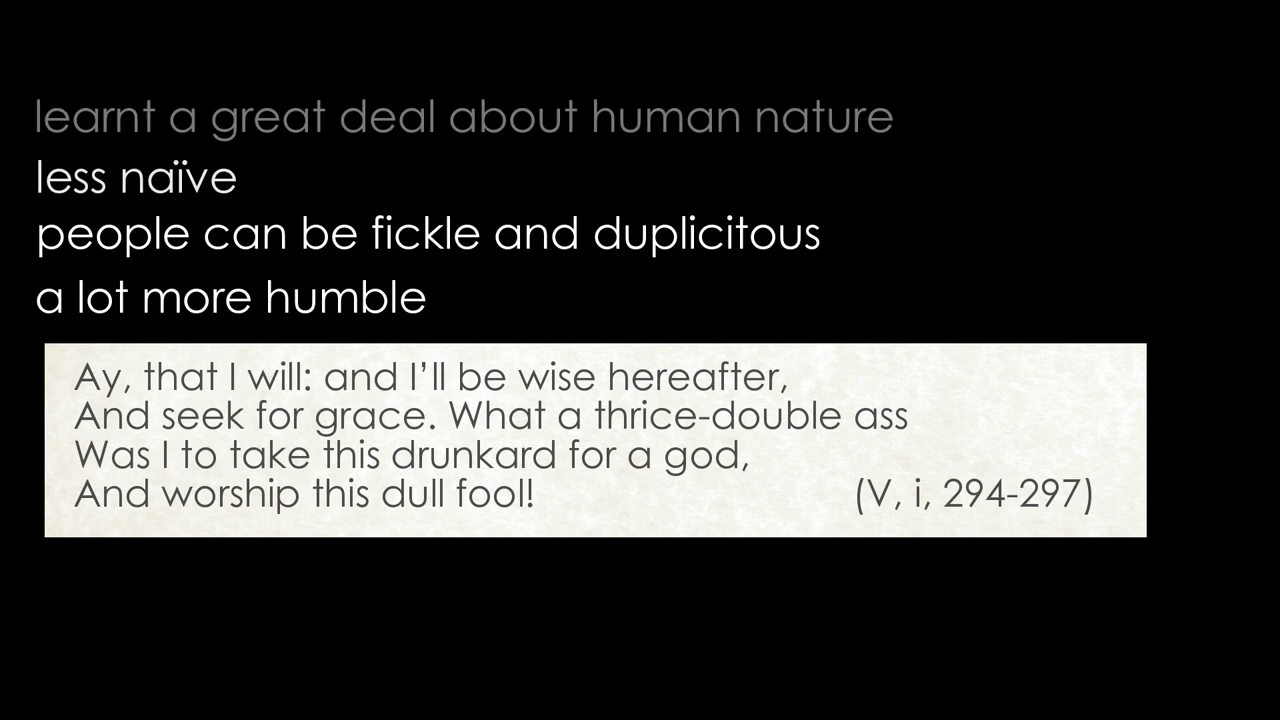 learnt a great deal about human nature
less naïve
people can be fickle and duplicitous
a lot more humble
Ay, that I will: and I’ll be wise hereafter,
And seek for grace. What a thrice-double ass
Was I to take this drunkard for a god,
And worship this dull fool! (V, i, 294-297)